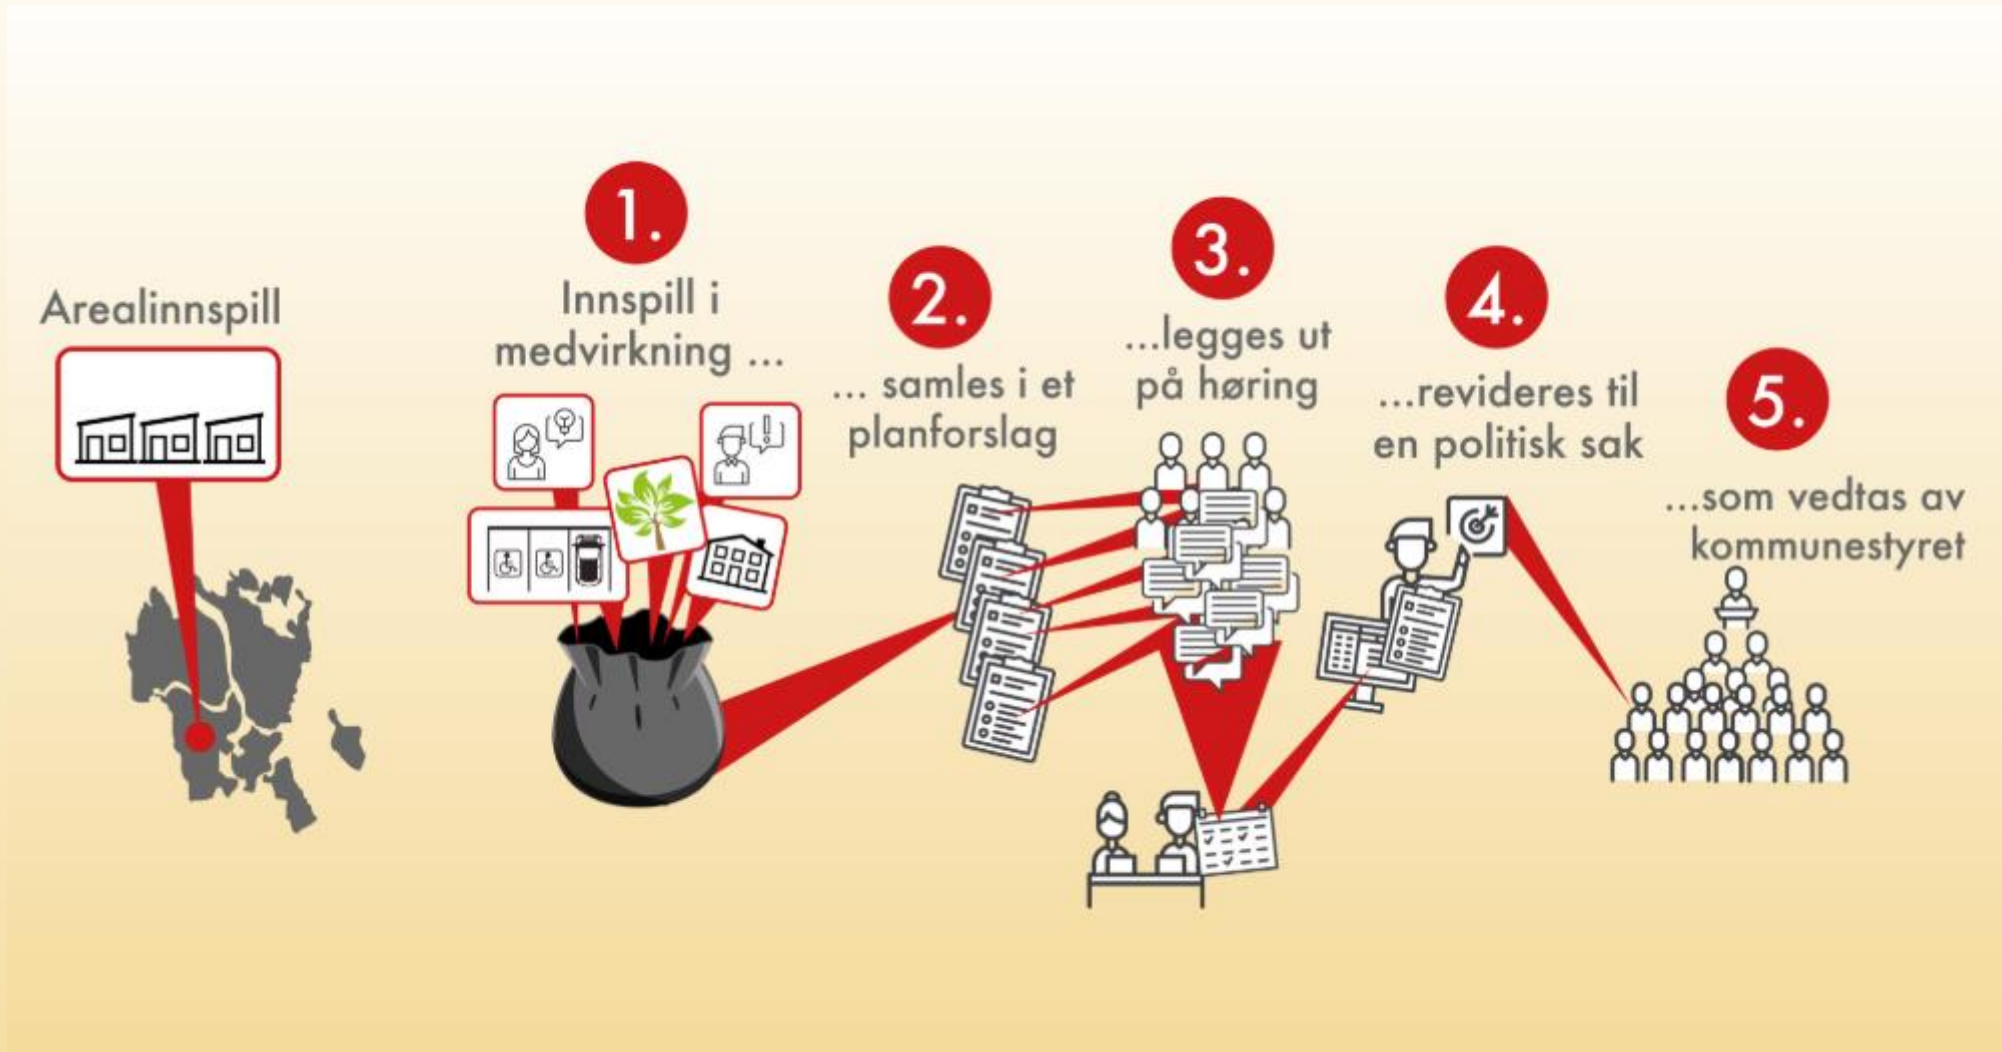 Arealinnspill
1.
Innspill i
medvirkning ...
2.
... samles i et
planforslag
3.
...legges ut
på høring
4.
...revideres til
en politisk sak
5.
...som vedtas av
kommunestyret